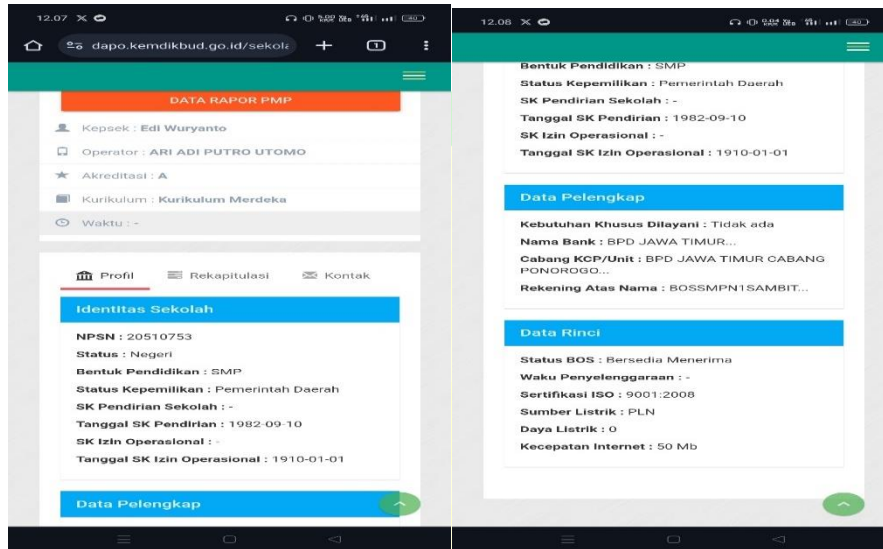 12.07
dapo.kemdikbud.go.id/sekola
DATA RAPOR PMP
Kepsek : Edi Wuryanto
Operator : ARI ADI PUTRO UTOMO
Akreditasi : A
Kurikulum : Kurikulum Merdeka
Waktu : -
Profil Rekapitulasi Kontak
Identitas Sekolah
NPSN : 20510753
Status : Negeri
Bentuk Pendidikan : SMP
Status Kepemilikan : Pemerintah Daerah
SK Pendirian Sekolah : -
Tanggal SK Pendirian : 1982-09-10
SK Izin Operasional : -
Tanggal SK Izin Operasional : 1910-01-01
Data Pelengkap
12.08
Bentuk Pendidikan : SMP
Status Kepemilikan : Pemerintah Daerah
SK Pendirian Sekolah : -
Tanggal SK Pendirian : 1982-09-10
SK Izin Operasional : -
Tanggal SK Izin Operasional : 1910-01-01
Data Pelengkap
Kebutuhan Khusus Dilayani : Tidak ada
Nama Bank : BPD JAWA TIMUR...
Cabang KCP/Unit : BPD JAWA TIMUR CABANG
PONOROGO...
Rekening Atas Nama : BOSSMPN1SAMBIT...
Data Rinci
Status BOS : Bersedia Menerima
Waku Penyelenggaraan : -
Sertifikasi ISO : 9001:2008
Sumber Listrik : PLN
Daya Listrik : 0
Kecepatan Internet : 50 Mb